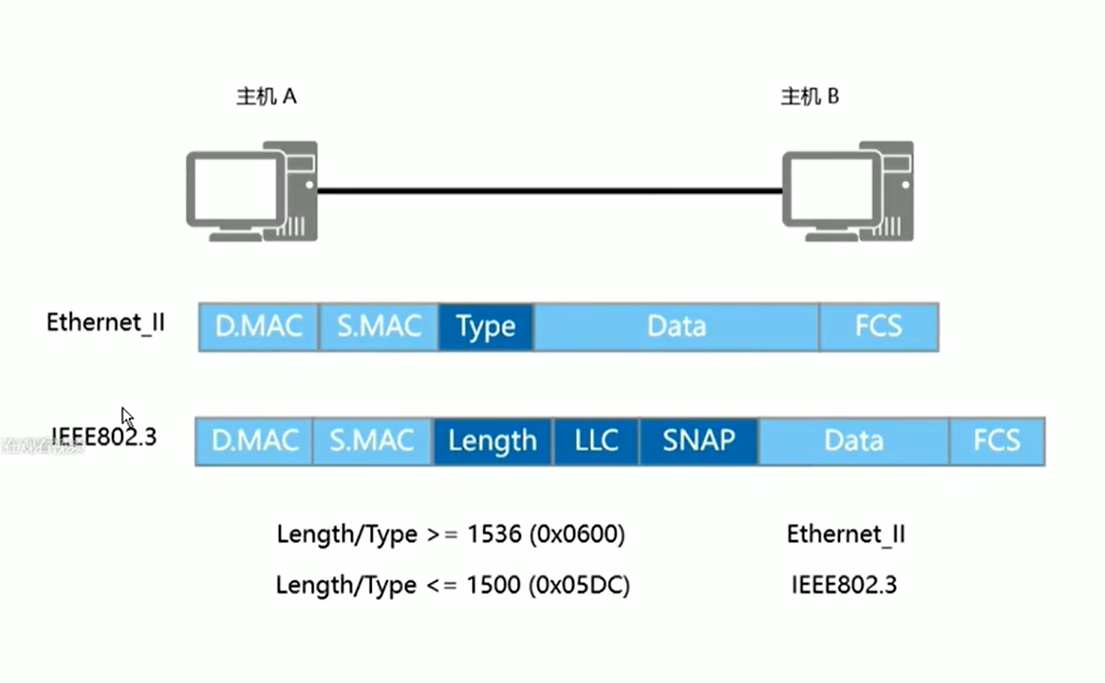 主机 A
主机 B
Ethernet_II
D.MAC S.MAC Type Data FCS
IEEE802.3
D.MAC S.MAC Length LLC SNAP Data FCS
Length/Type >= 1536 (0x0600) Ethernet_II
Length/Type <= 1500 (0x05DC) IEEE802.3